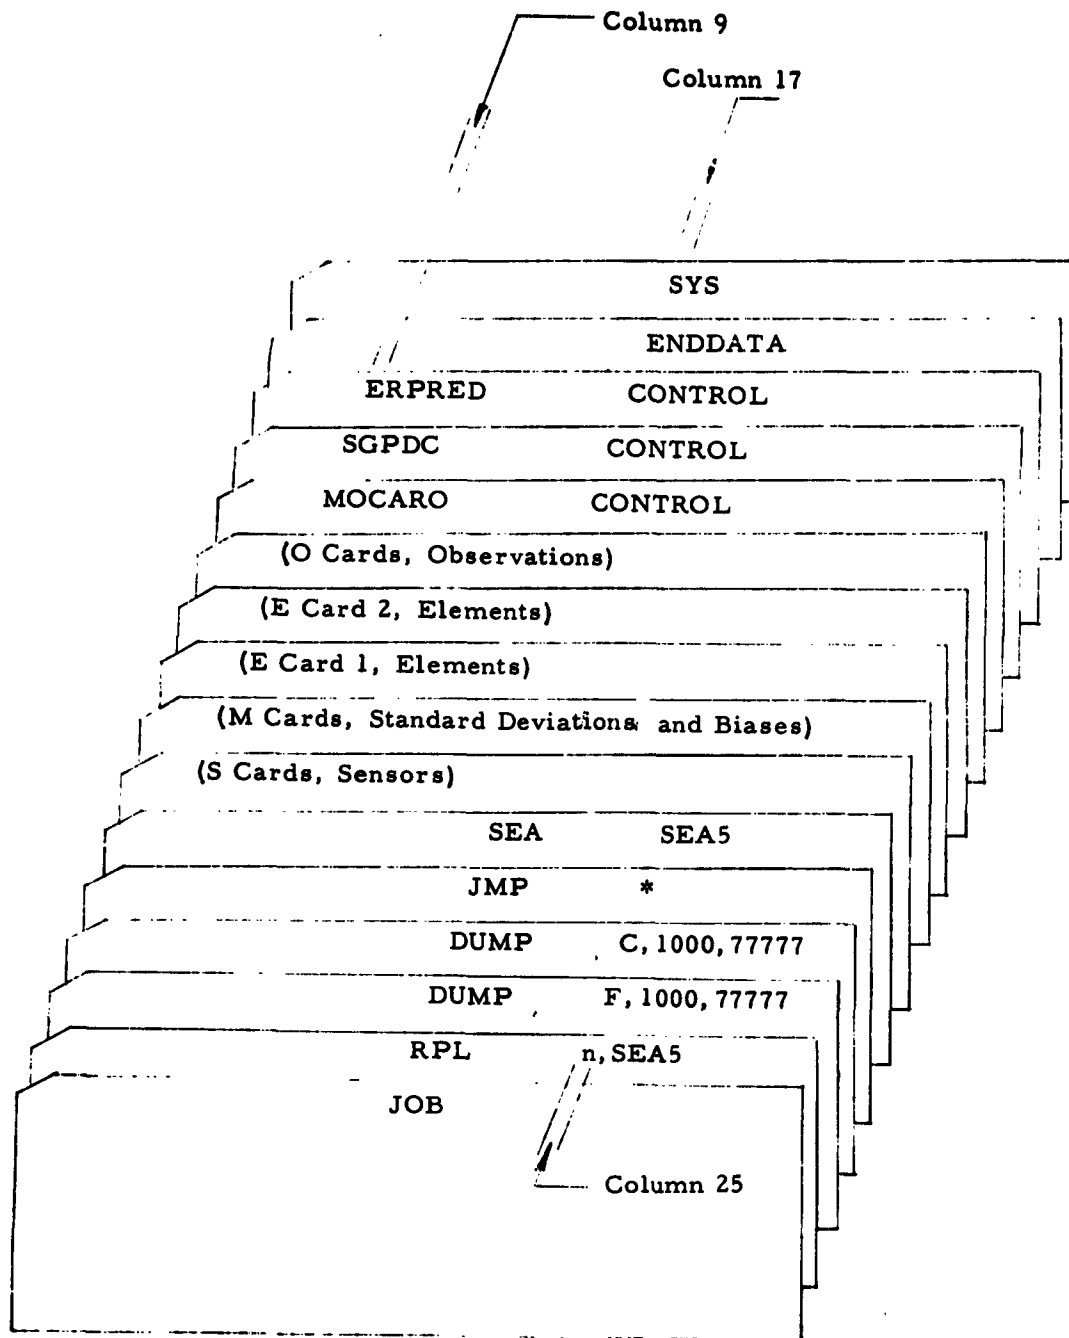 Column 9
Column 17
SYS
ENDDATA
ERPRED CONTROL
SGPDC CONTROL
MOCARO CONTROL
(O Cards, Observations)
(E Card 2, Elements)
(E Card 1, Elements)
(M Cards, Standard Deviations and Biases)
(S Cards, Sensors)
SEA SEA5
JMP *
DUMP C, 1000, 77777
DUMP F, 1000, 77777
RPL n, SEA5
JOB
Column 25